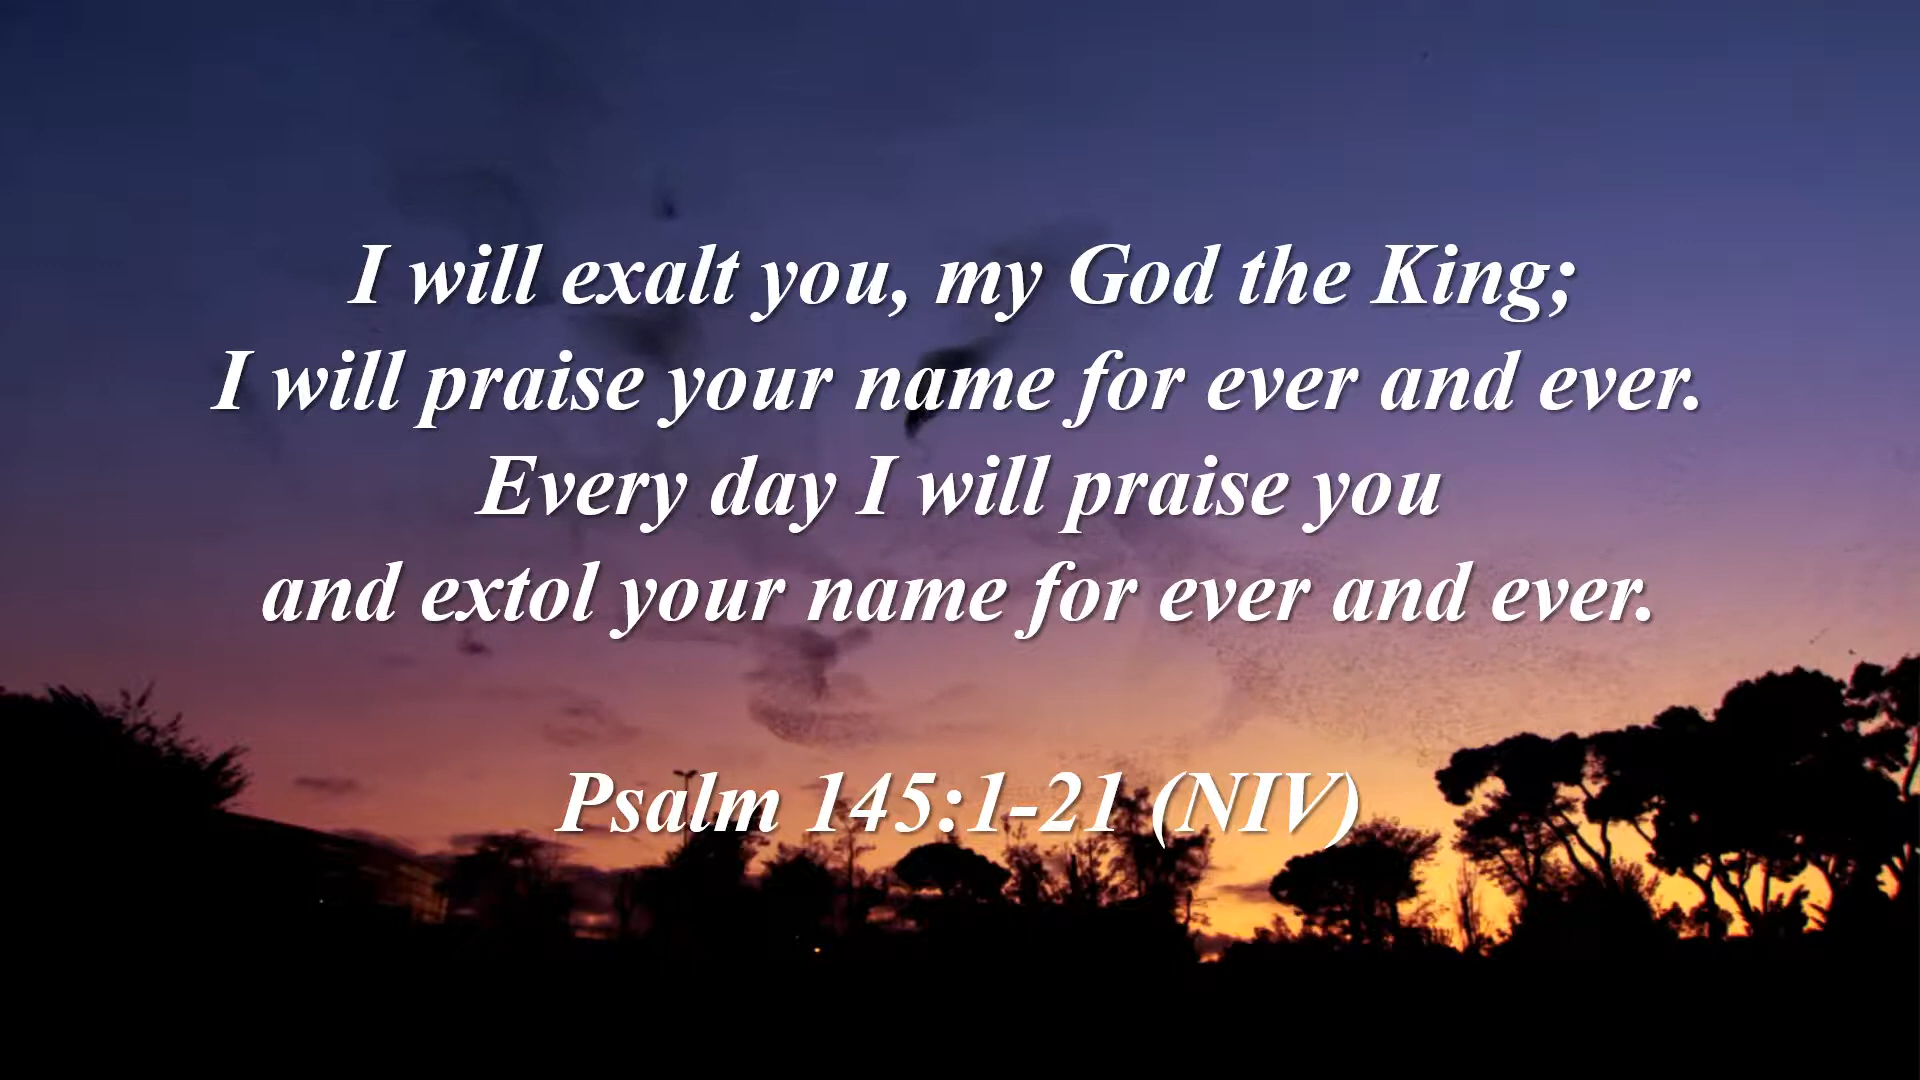 I will exalt you, my God the King;
I will praise your name for ever and ever.
Every day I will praise you
and extol your name for ever and ever.
Psalm 145:1-21 (NIV)